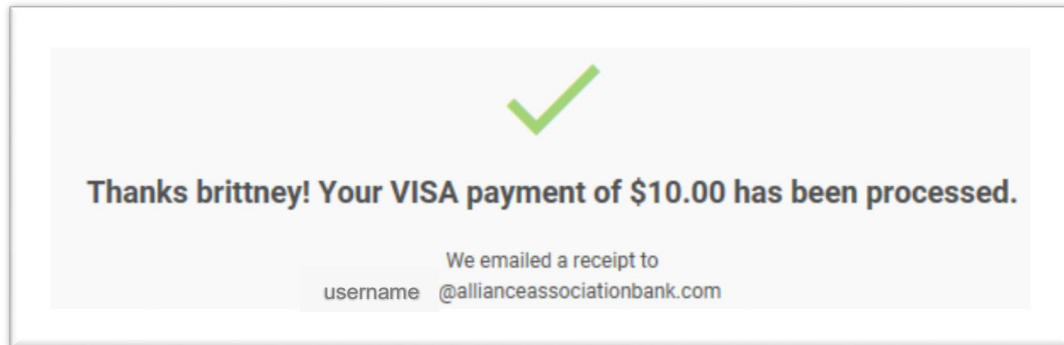 Thanks brittney! Your VISA payment of $10.00 has been processed.
We emailed a receipt to
username @allianceassociationbank.com